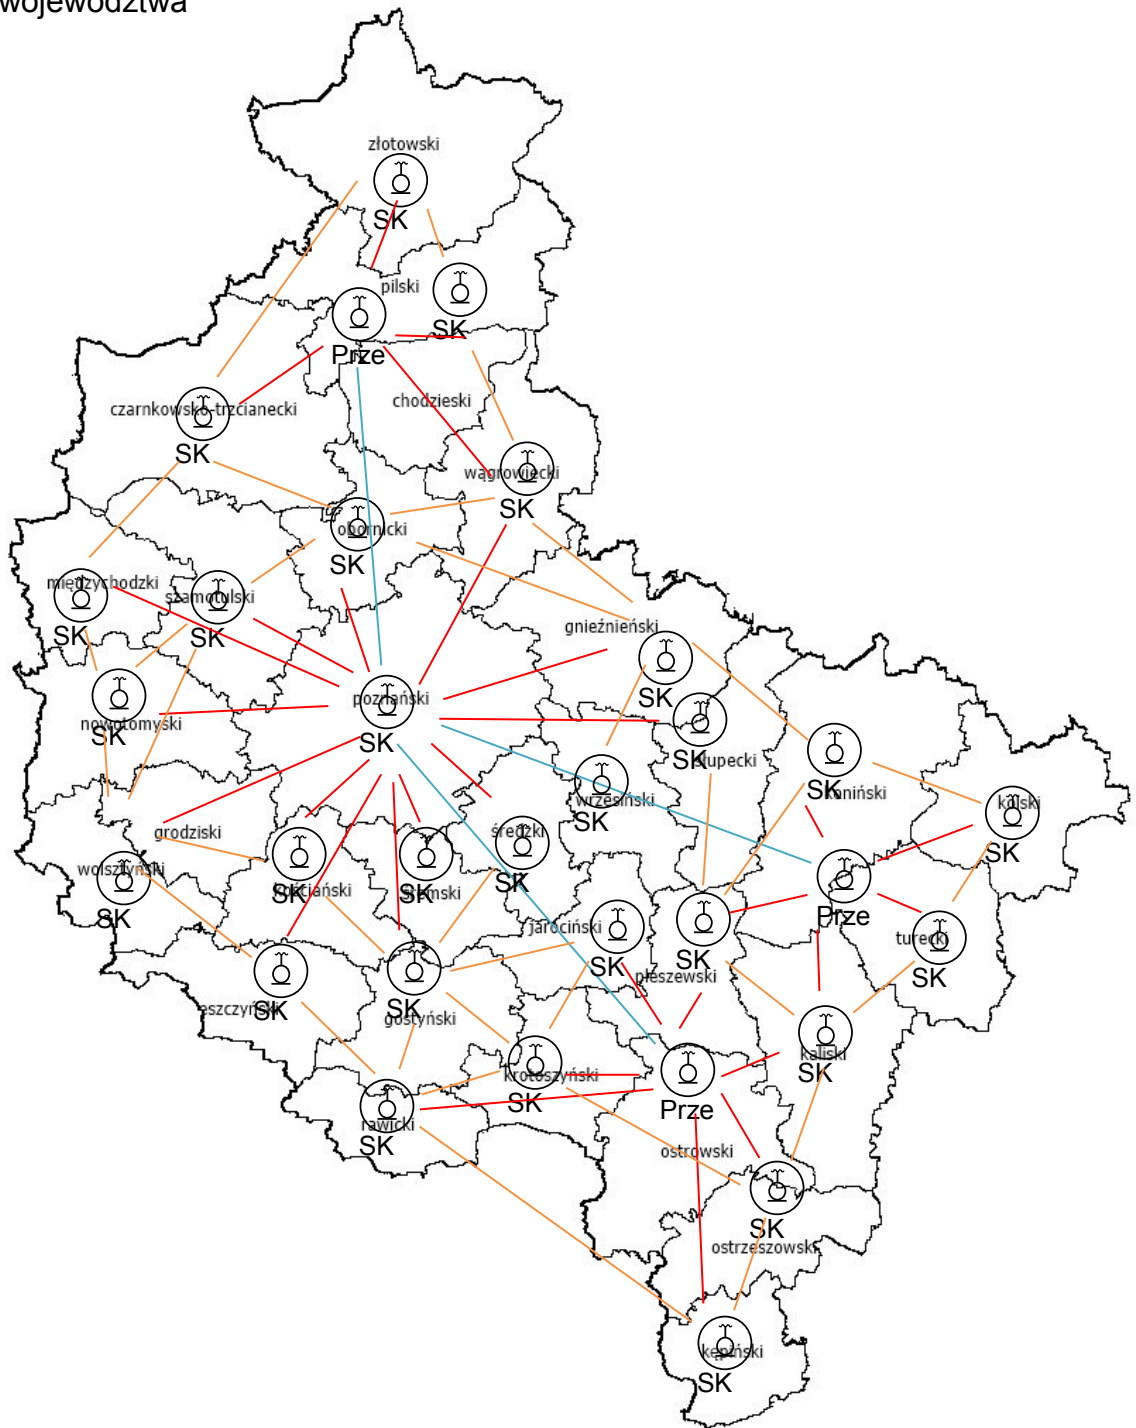 województwa
złotowski
SK
pilski
SK
Prze
chodzieski
czarnkowsko-trzcianecki
SK
wągrowiecki
SK
obornicki
SK
międzychodzki
szamotulski
SK
SK
gnieźnieński
SK
poznański
SK
nowotomyski
SK
słupecki
SK
koniński
SK
wrzesiński
SK
kolski
SK
grodziski
średzki
SK
wolsztyński
SK
kościański
SK
śremski
SK
Prze
jarociński
SK
turecki
SK
pleszewski
SK
leszczyński
SK
gostyński
SK
kaliski
SK
krotoszyński
SK
Prze
rawicki
SK
ostrowski
SK
ostrzeszowski
kępiński
SK